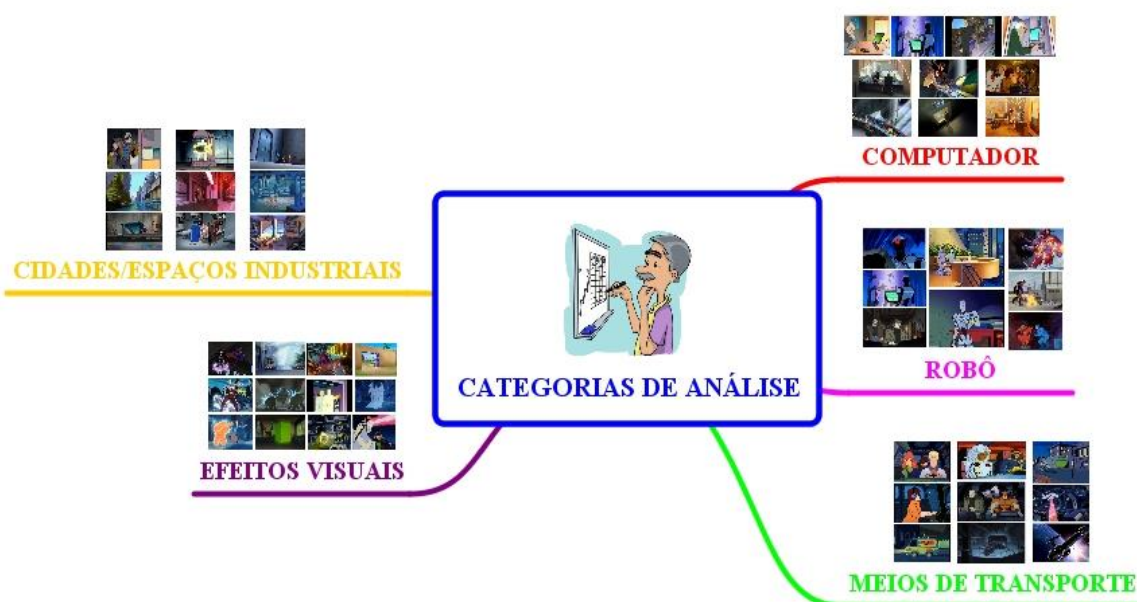 COMPUTADOR
CIDADES/ESPAÇOS INDUSTRIAIS
ROBÔ
CATEGORIAS DE ANÁLISE
EFEITOS VISUAIS
MEIOS DE TRANSPORTE